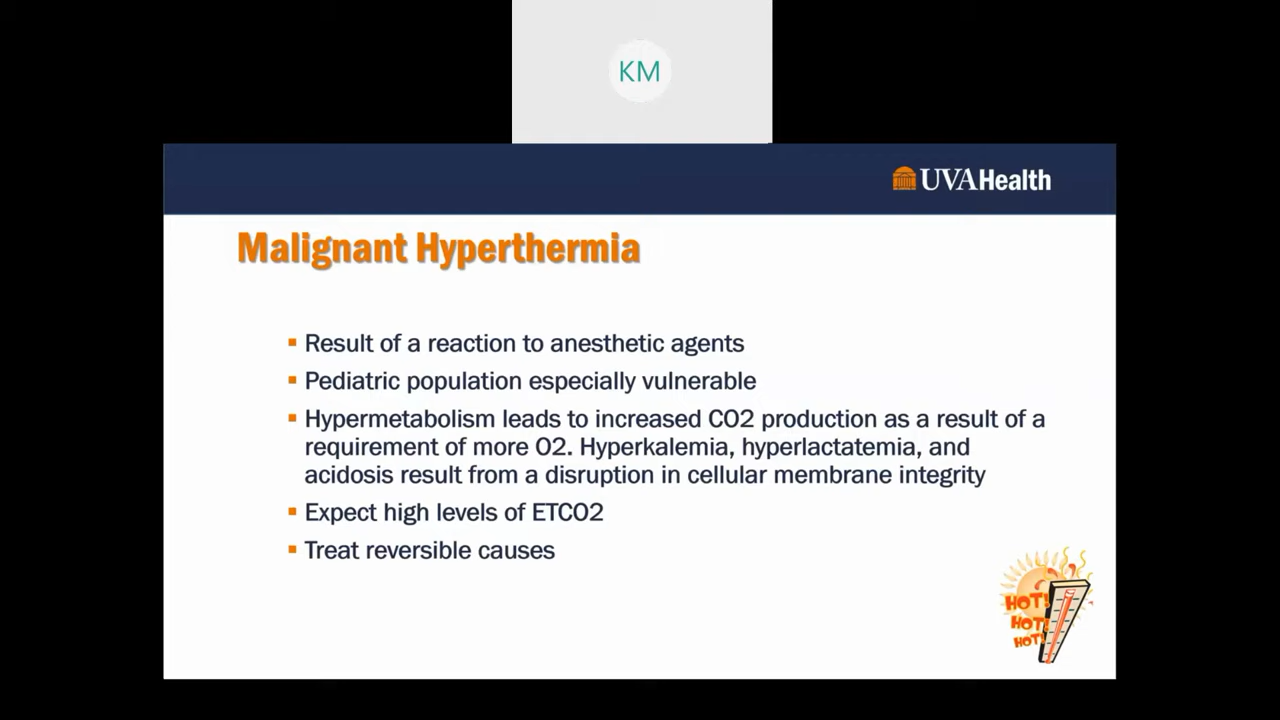 KM
UVAHealth
Malignant Hyperthermia
▪ Result of a reaction to anesthetic agents
▪ Pediatric population especially vulnerable
▪ Hypermetabolism leads to increased CO2 production as a result of a
requirement of more O2. Hyperkalemia, hyperlactatemia, and
acidosis result from a disruption in cellular membrane integrity
▪ Expect high levels of ETCO2
▪ Treat reversible causes
HOT!
HOT!
HOT!